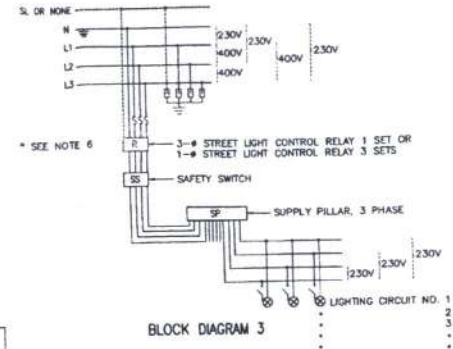 SL OR NONE
N
L1
L2
L3
230V
400V
400V
230V
400V
230V
* SEE NOTE 6
R
3-ø STREET LIGHT CONTROL RELAY 1 SET OR
1-ø STREET LIGHT CONTROL RELAY 3 SETS
SS
SAFETY SWITCH
SP
SUPPLY PILLAR, 3 PHASE
230V
230V
230V
LIGHTING CIRCUIT NO. 1
2
3
BLOCK DIAGRAM 3